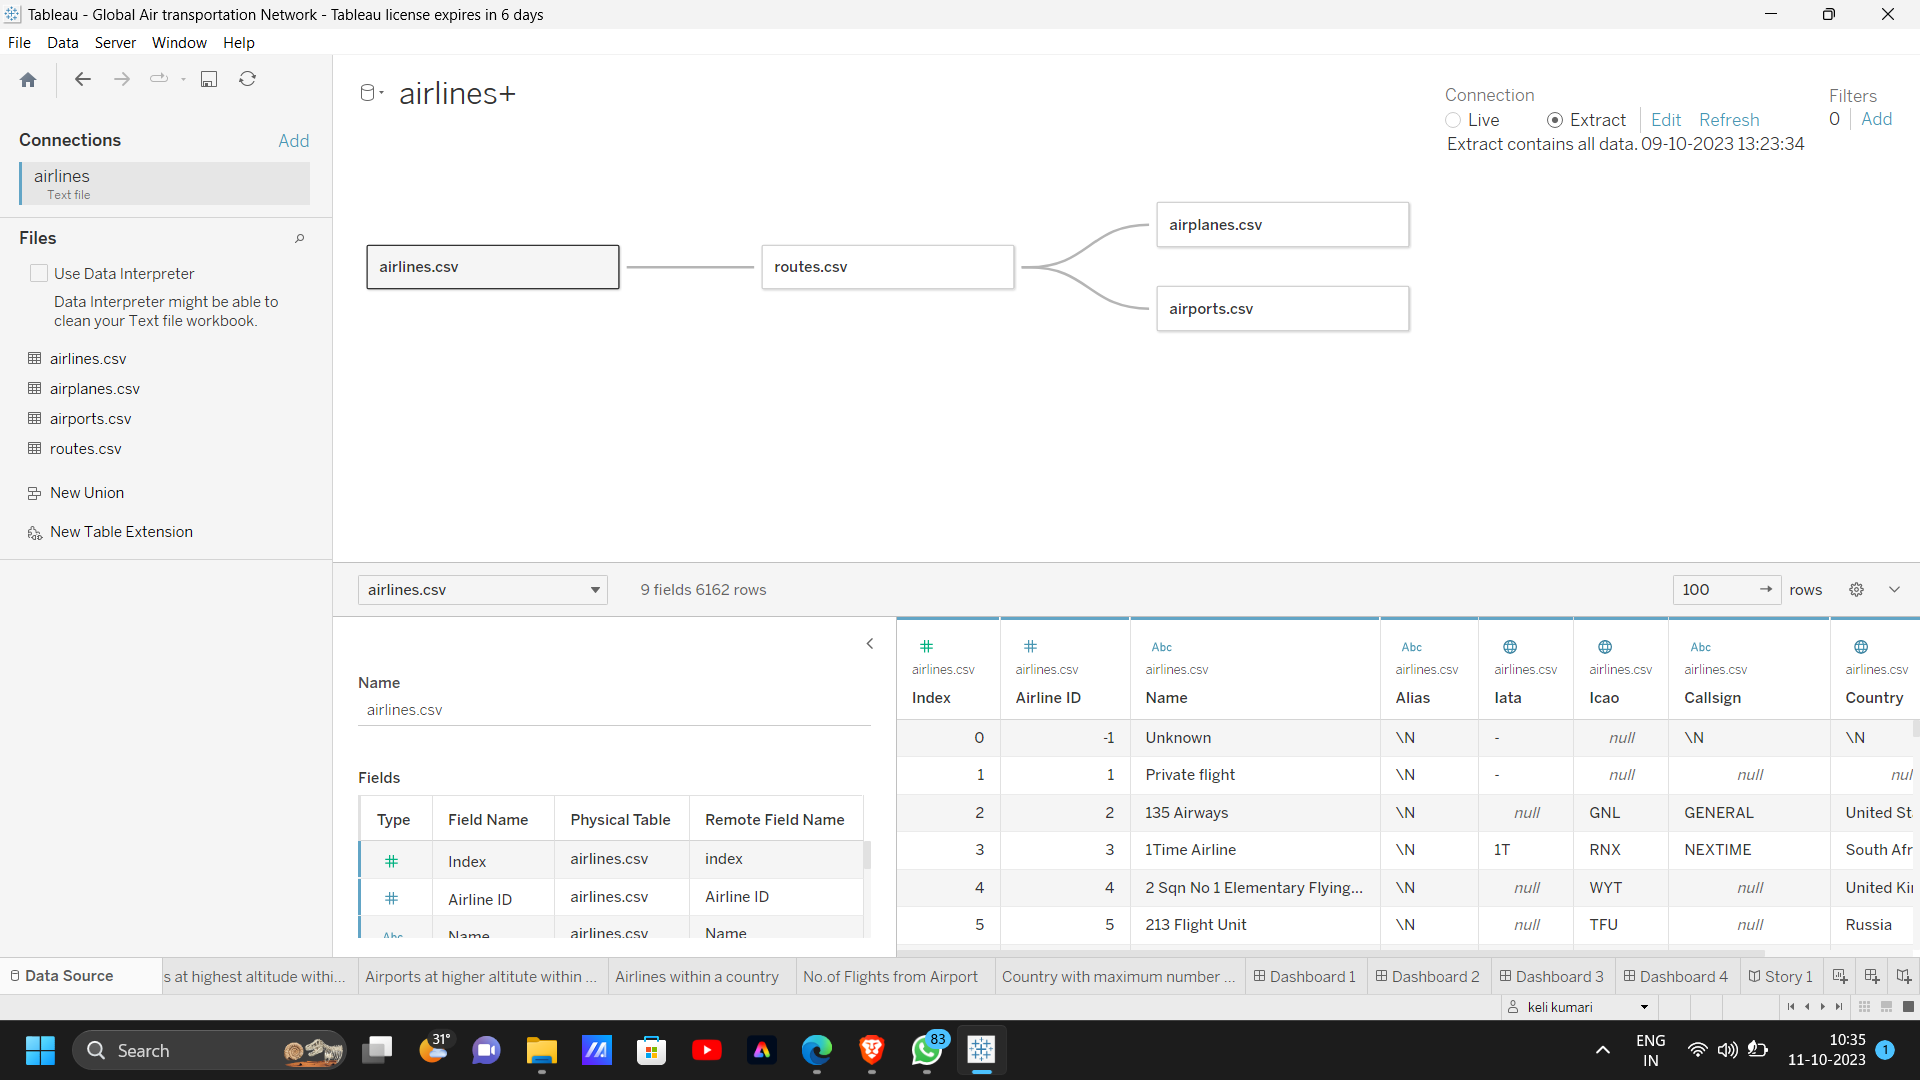 Tableau - Global Air transportation Network - Tableau license expires in 6 days
File Data Server Window Help
airlines+
Connection
Live Extract Edit Refresh
Extract contains all data. 09-10-2023 13:23:34
Filters
0 Add
Connections Add
airlines
Text file
Files
Use Data Interpreter
Data Interpreter might be able to
clean your Text file workbook.
airlines.csv
airplanes.csv
airports.csv
routes.csv
New Union
New Table Extension
airlines.csv
routes.csv
airplanes.csv
airports.csv
airlines.csv 9 fields 6162 rows 100 → rows
Name
airlines.csv
Fields
Type Field Name Physical Table Remote Field Name
# Index airlines.csv index
# Airline ID airlines.csv Airline ID
Abc Name airlines.csv Name
# # Abc Abc Abc
airlines.csv airlines.csv airlines.csv airlines.csv airlines.csv airlines.csv airlines.csv airlines.csv
Index Airline ID Name Alias Iata Icao Callsign Country
0 -1 Unknown \N - null \N \N
1 1 Private flight \N - null null nul
2 2 135 Airways \N null GNL GENERAL United St
3 3 1Time Airline \N 1T RNX NEXTIME South Afr
4 4 2 Sqn No 1 Elementary Flying... \N null WYT null United Ki
5 5 213 Flight Unit \N null TFU null Russia
Data Source s at highest altitude withi... Airports at higher altitute within ... Airlines within a country No.of Flights from Airport Country with maximum number ... Dashboard 1 Dashboard 2 Dashboard 3 Dashboard 4 Story 1
keli kumari
Search 31° 83 ENG
IN
10:35
11-10-2023 1